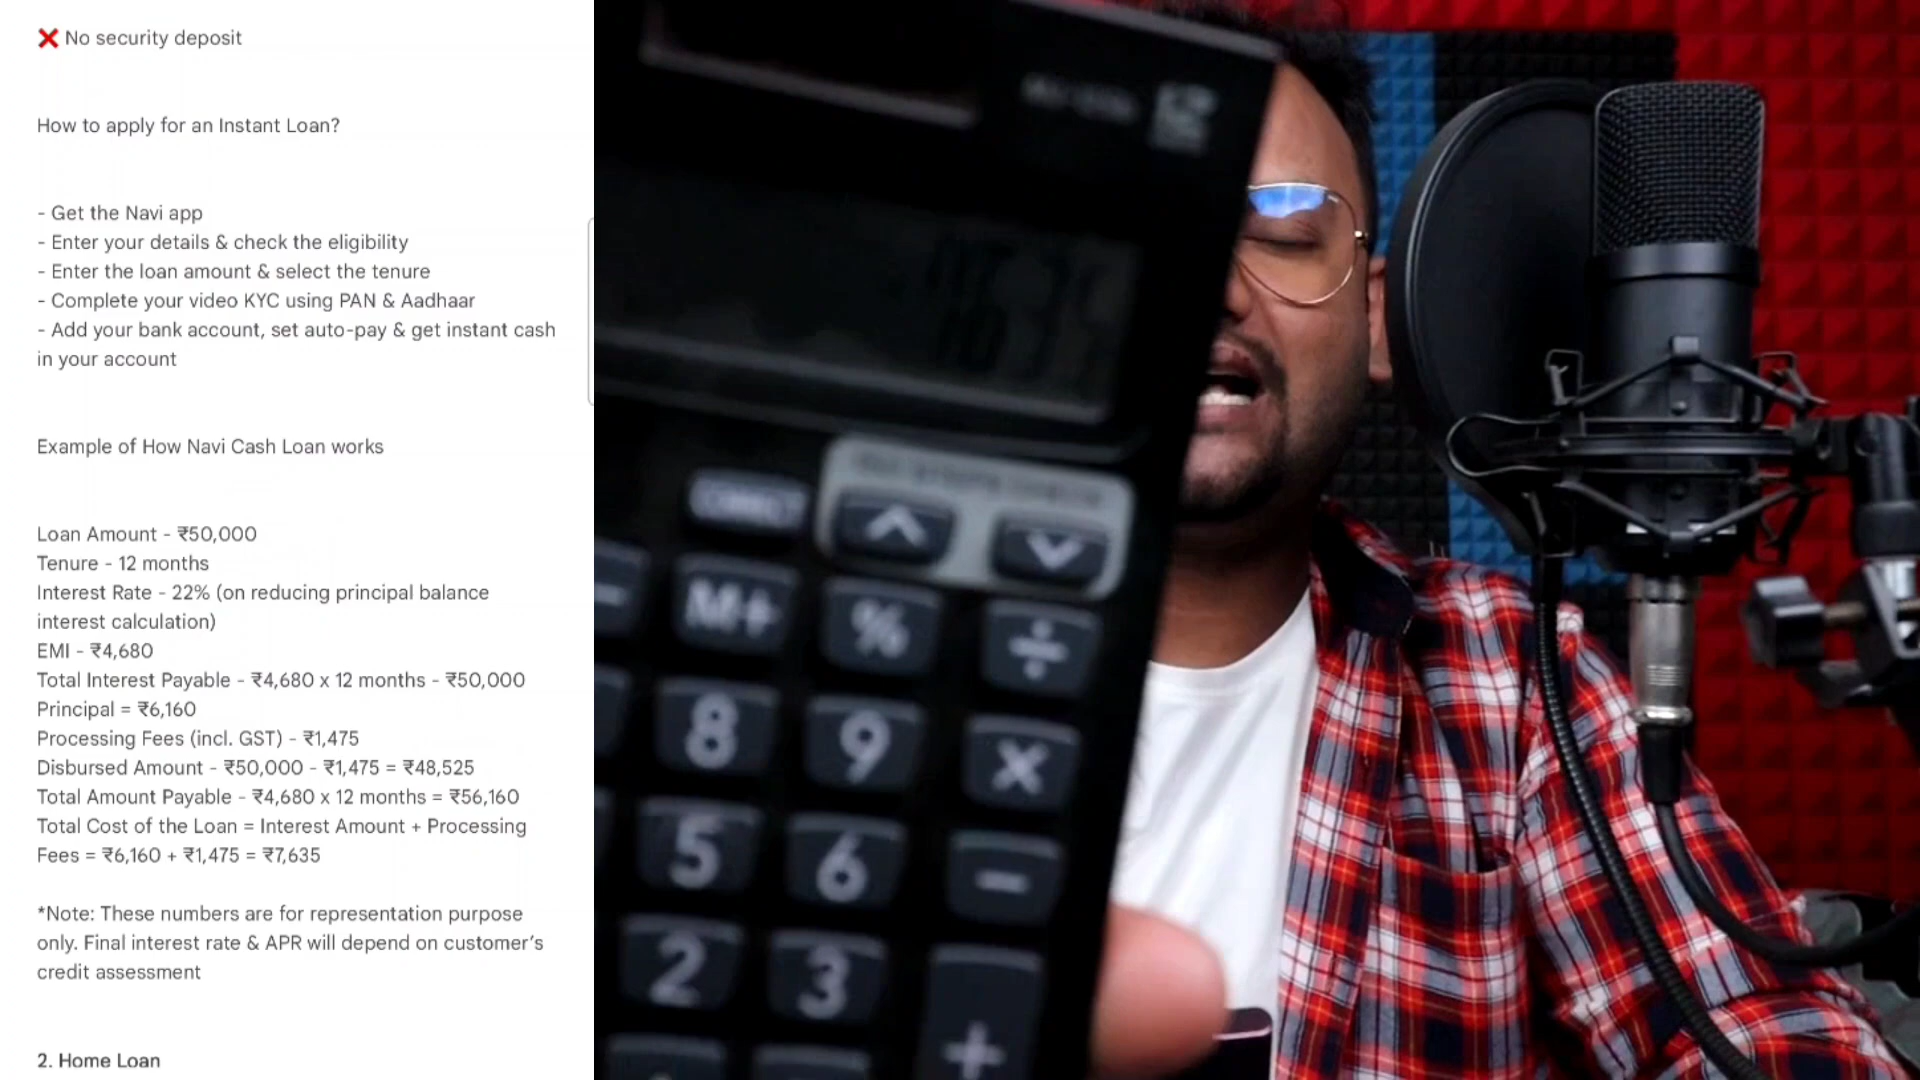 ❌ No security deposit
How to apply for an Instant Loan?
- Get the Navi app
- Enter your details & check the eligibility
- Enter the loan amount & select the tenure
- Complete your video KYC using PAN & Aadhaar
- Add your bank account, set auto-pay & get instant cash
in your account
Example of How Navi Cash Loan works
Loan Amount - ₹50,000
Tenure - 12 months
Interest Rate - 22% (on reducing principal balance
interest calculation)
EMI - ₹4,680
Total Interest Payable - ₹4,680 x 12 months - ₹50,000
Principal = ₹6,160
Processing Fees (incl. GST) - ₹1,475
Disbursed Amount - ₹50,000 - ₹1,475 = ₹48,525
Total Amount Payable - ₹4,680 x 12 months = ₹56,160
Total Cost of the Loan = Interest Amount + Processing
Fees = ₹6,160 + ₹1,475 = ₹7,635
*Note: These numbers are for representation purpose
only. Final interest rate & APR will depend on customer's
credit assessment
2. Home Loan
CORRECT
M+ % ÷
8 9 ×
5 6 −
2 3 +